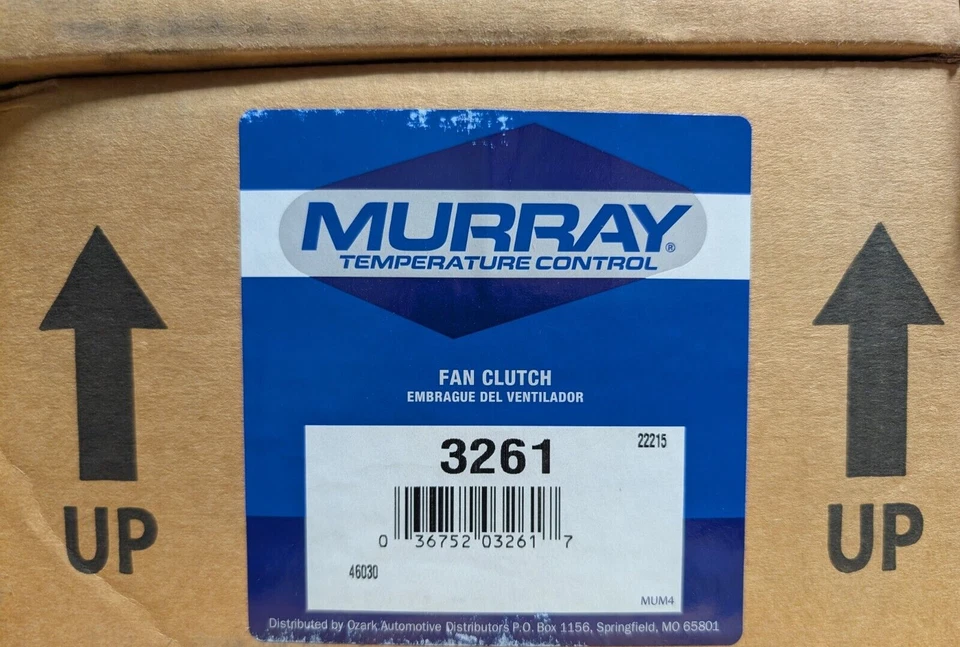 MURRAY®
TEMPERATURE CONTROL
FAN CLUTCH
EMBRAGUE DEL VENTILADOR
3261
22215
0 36752 03261 7
46030
MUM4
Distributed by Ozark Automotive Distributors P.O. Box 1156, Springfield, MO 65801
UP
UP